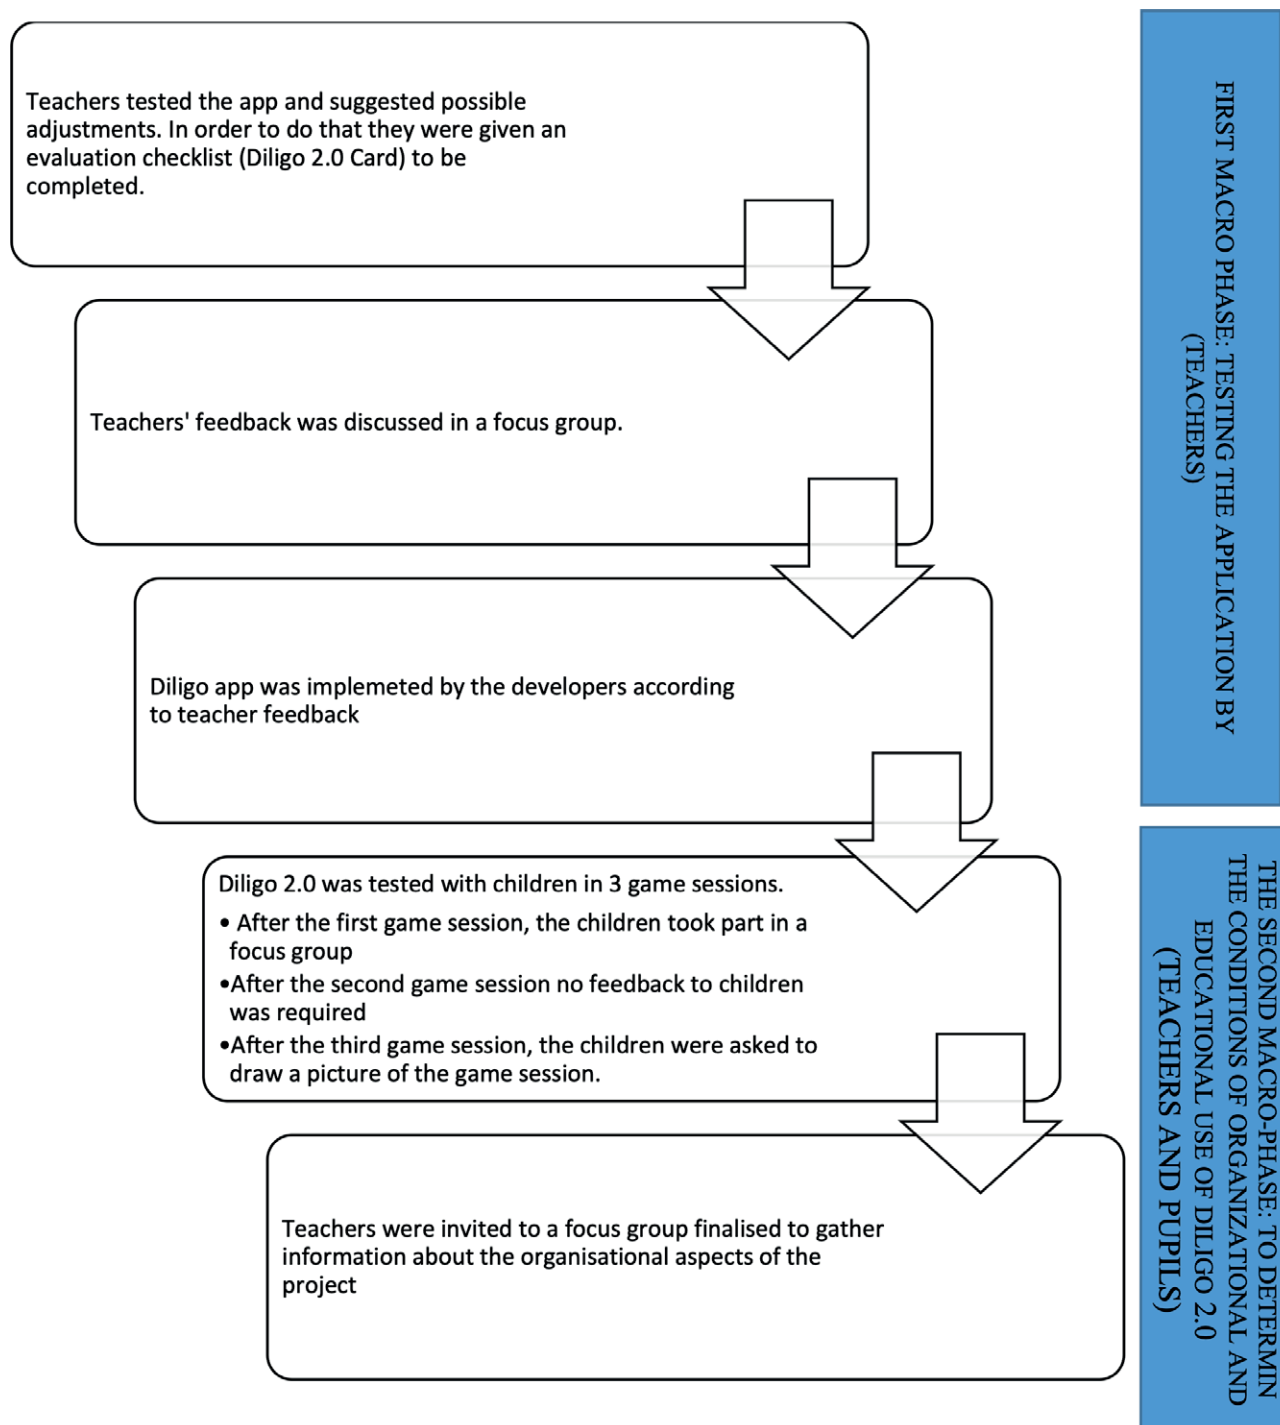 Teachers tested the app and suggested possible
adjustments. In order to do that they were given an
evaluation checklist (Diligo 2.0 Card) to be
completed.
Teachers' feedback was discussed in a focus group.
Diligo app was implemeted by the developers according
to teacher feedback
Diligo 2.0 was tested with children in 3 game sessions.
• After the first game session, the children took part in a
focus group
•After the second game session no feedback to children
was required
•After the third game session, the children were asked to
draw a picture of the game session.
Teachers were invited to a focus group finalised to gather
information about the organisational aspects of the
project
FIRST MACRO PHASE: TESTING THE APPLICATION BY
(TEACHERS)
THE SECOND MACRO-PHASE: TO DETERMIN
THE CONDITIONS OF ORGANIZATIONAL AND
EDUCATIONAL USE OF DILIGO 2.0
(TEACHERS AND PUPILS)